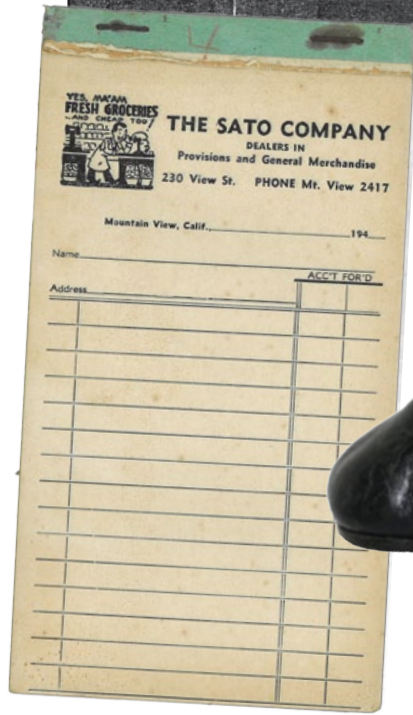 YES, MA'AM
FRESH GROCERIES
...AND CHEAP TOO!
THE SATO COMPANY
DEALERS IN
Provisions and General Merchandise
230 View St. PHONE Mt. View 2417
Mountain View, Calif., 194
Name
ACC'T FOR'D
Address